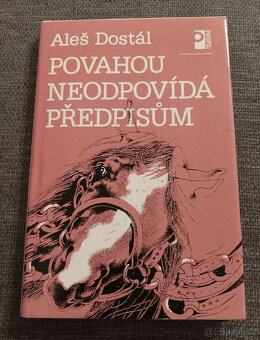 Aleš Dostál
POVAHOU
NEODPOVÍDÁ
PŘEDPISŮM